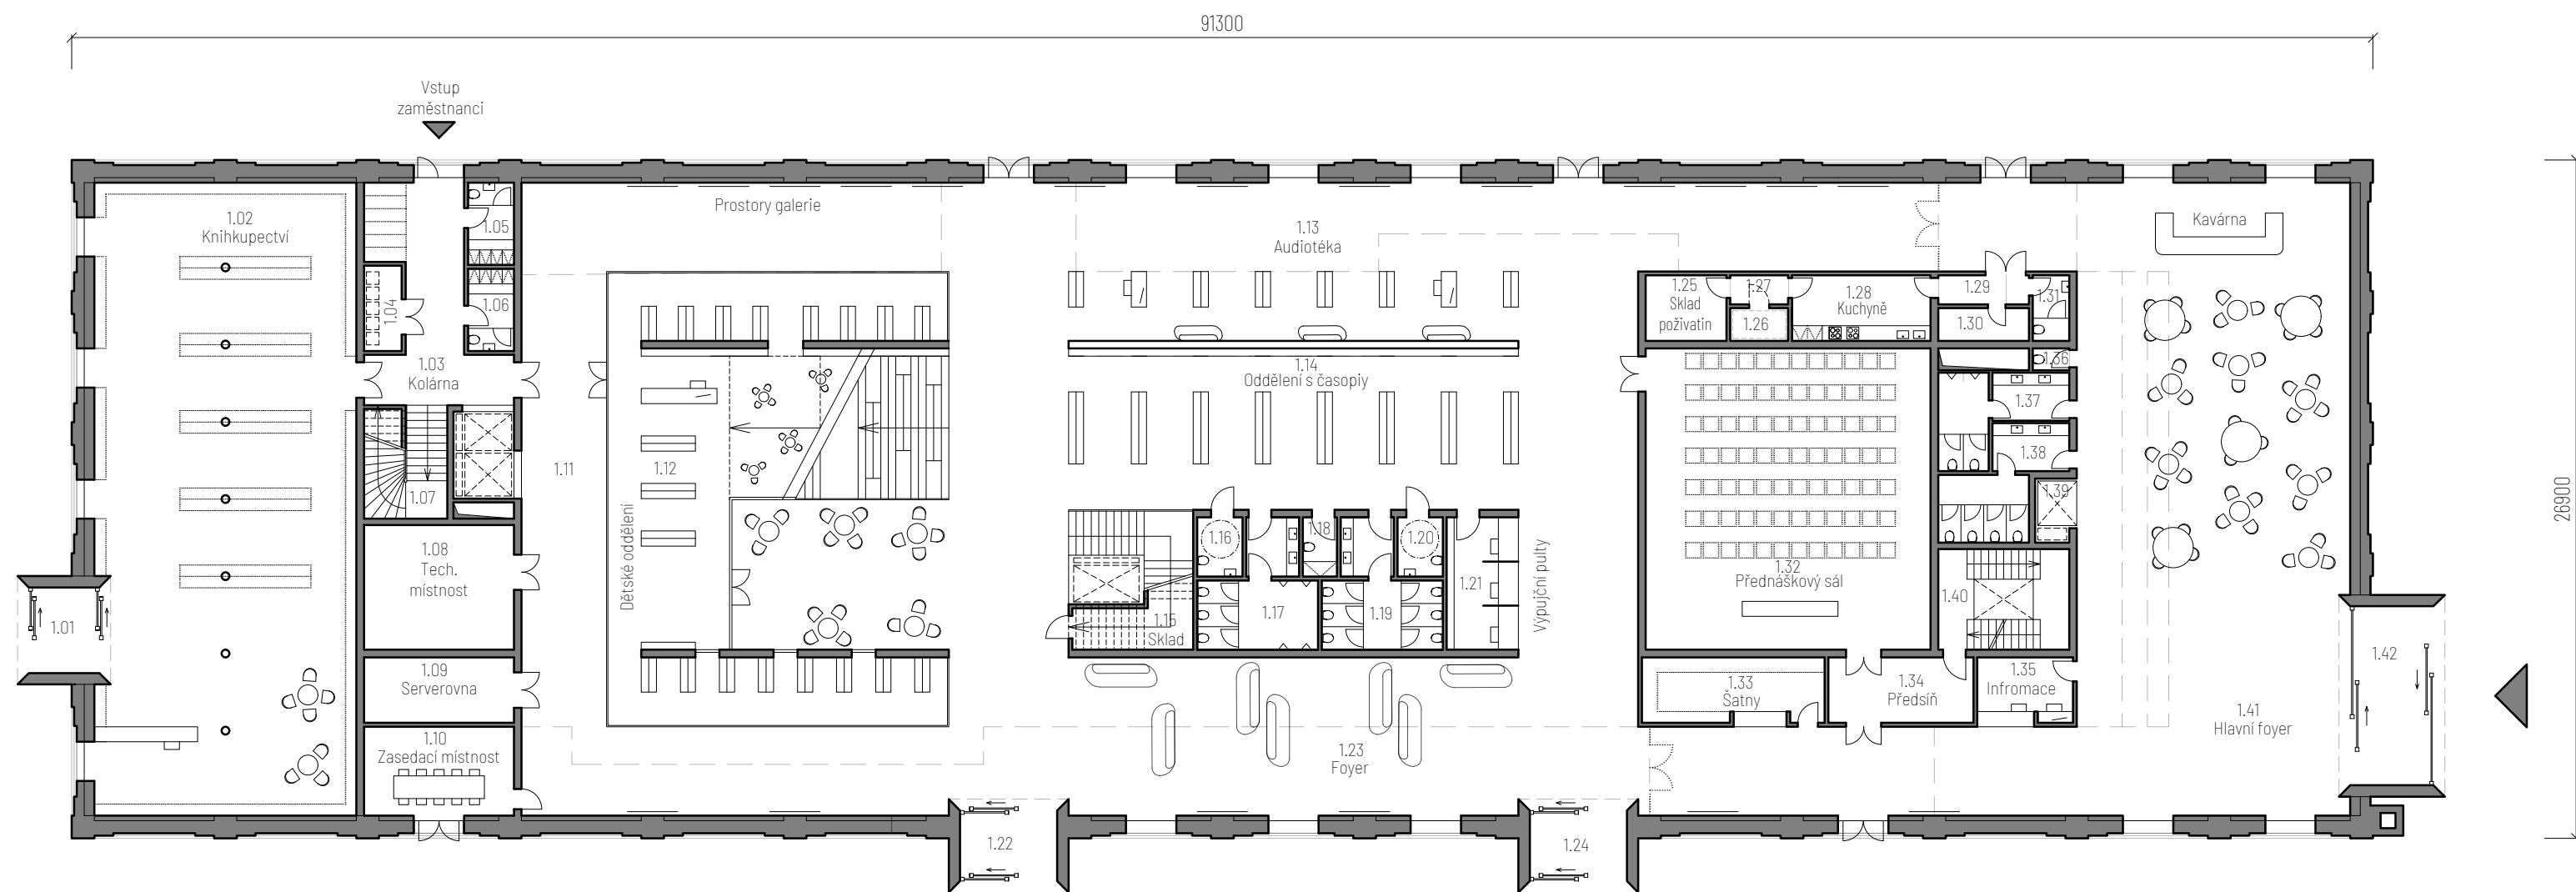 91300
Vstup
zaměstnanci
1.02
Knihkupectví
1.05
Prostory galerie
1.13
Audiotéka
Kavárna
1.04
1.06
1.25
Sklad
poživatin
1.27
1.26
1.28
Kuchyně
1.29
1.30
1.31
1.03
Kolárna
1.14
Oddělení s časopiy
1.36
1.37
1.38
1.39
1.07
1.11
1.12
Dětské oddělení
26900
1.08
Tech.
místnost
1.16
1.18
1.20
1.21
Výpujční pulty
1.32
Přednáškový sál
1.40
1.01
1.15
Sklad
1.17
1.19
1.42
1.09
Serverovna
1.33
Šatny
1.34
Předsíň
1.35
Infromace
1.41
Hlavní foyer
1.10
Zasedací místnost
1.23
Foyer
1.22
1.24